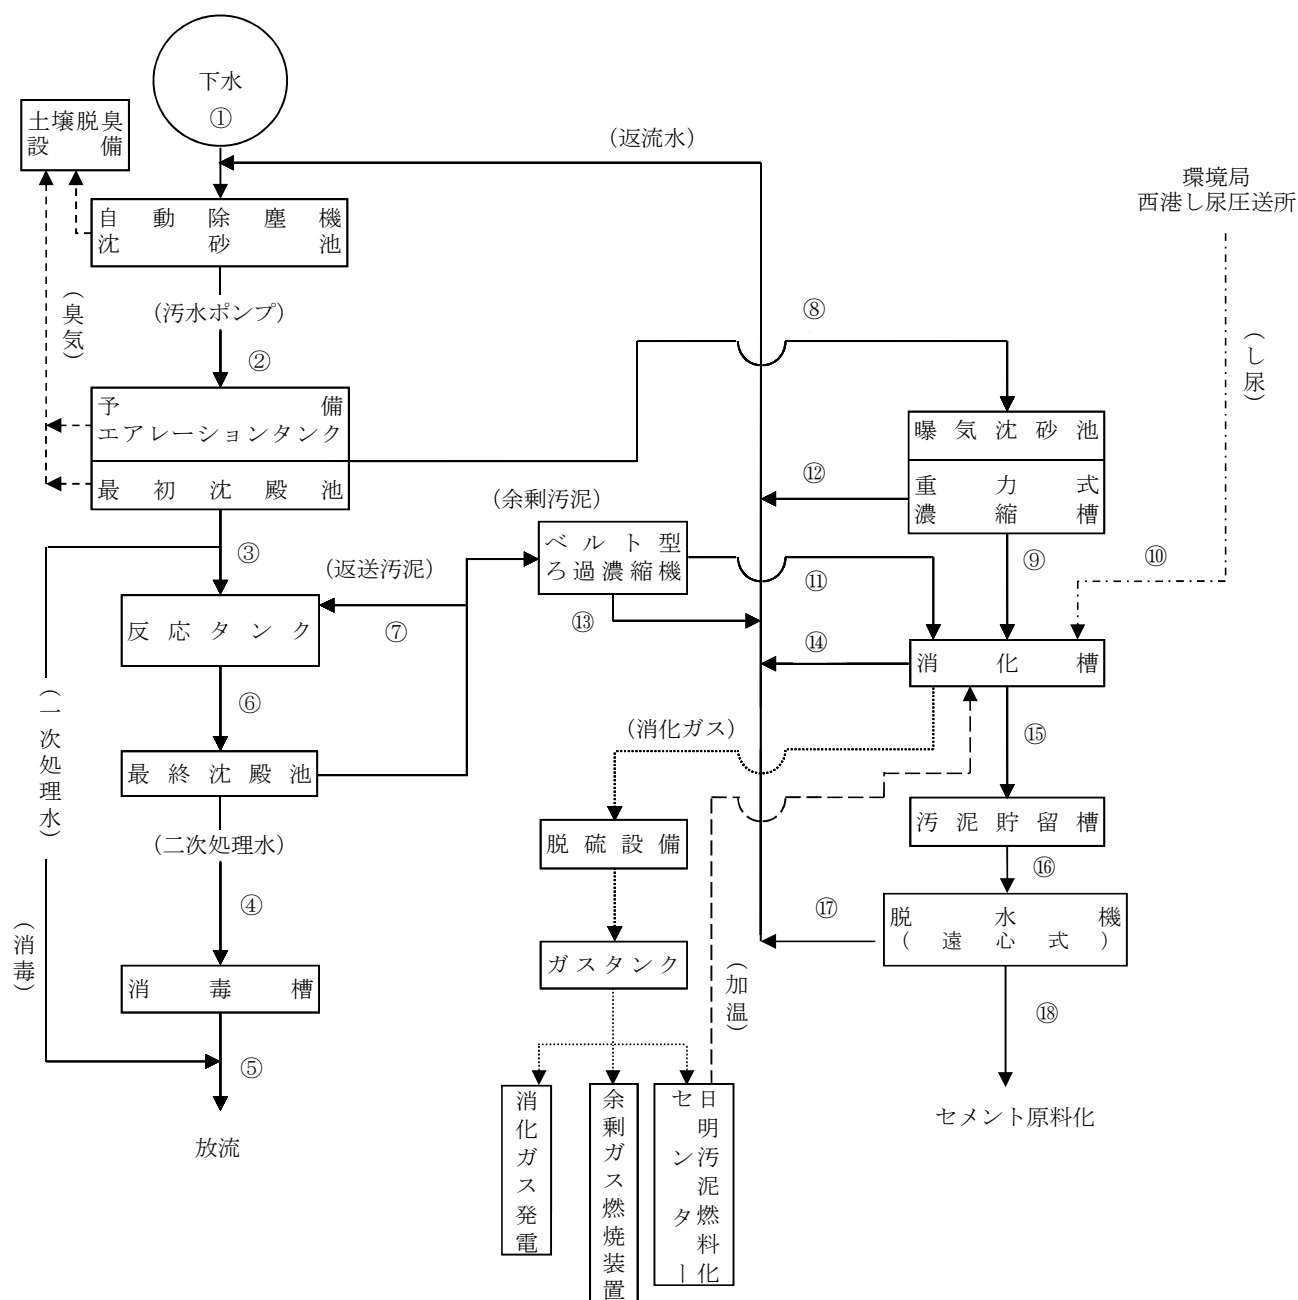 下水
①
土壌脱臭
設備
(返流水)
環境局
西港し尿圧送所
自動除塵機
沈砂池
(臭気)
(汚水ポンプ)
②
⑧
(し尿)
予備
エアレーションタンク
最初沈殿池
曝気沈砂池
重力式
濃縮槽
⑫
(余剰汚泥)
ベルト型
ろ過濃縮機
③
(返送汚泥)
⑨
⑩
⑪
⑬
反応タンク
⑦
⑭
消化槽
(一次処理水)
⑥
(消化ガス)
⑮
最終沈殿池
汚泥貯留槽
(二次処理水)
脱硫設備
⑯
④
⑰
脱水機
(遠心式)
(消毒)
ガスタンク
(加温)
消毒槽
⑱
⑤
消化ガス発電
余剰ガス燃焼装置
日明汚泥燃料化
センター
セメント原料化
放流